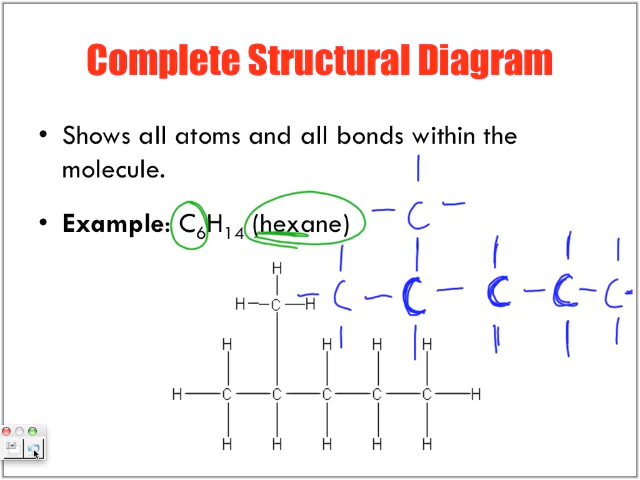 Complete Structural Diagram
• Shows all atoms and all bonds within the
molecule.
• Example: C₆H₁₄ (hexane)
C
C C C C C
H
H C H
H H H H
H C C C C C H
H H H H H